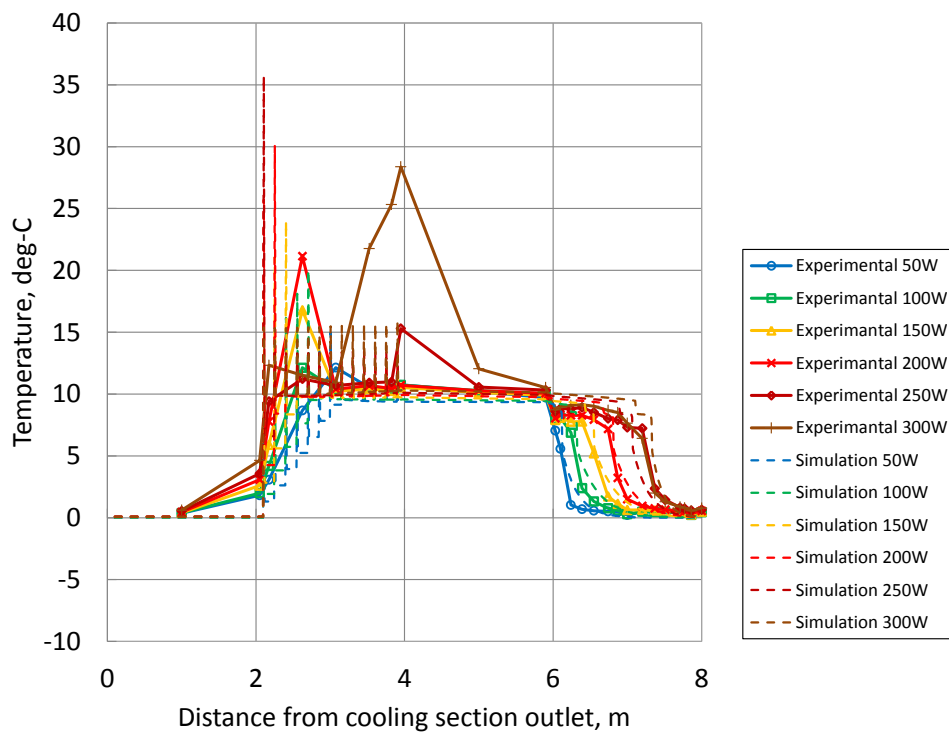 40
35
30
25
20
15
10
5
0
-5
-10
Temperature, deg-C
0
2
4
6
8
Distance from cooling section outlet, m
Experimental 50W
Experimantal 100W
Experimantal 150W
Experimantal 200W
Experimental 250W
Experimental 300W
Simulation 50W
Simulation 100W
Simulation 150W
Simulation 200W
Simulation 250W
Simulation 300W